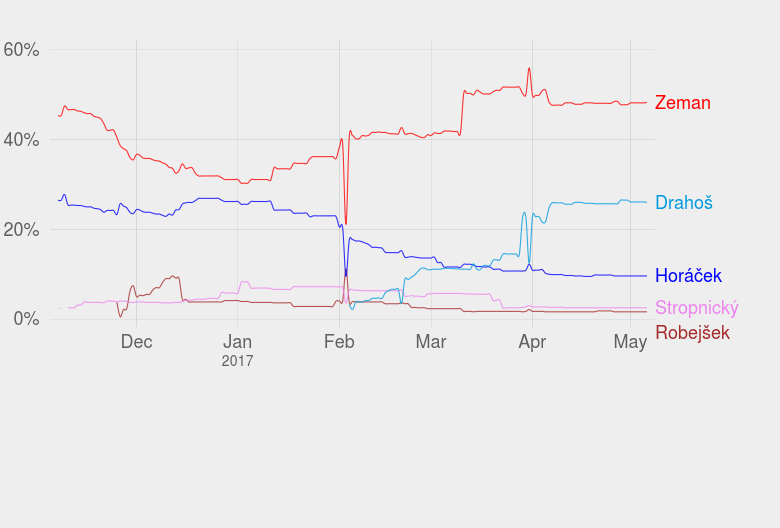 60%
Zeman
40%
Drahoš
20%
Horáček
Stropnický
0%
Robejšek
Dec Jan Feb Mar Apr May
2017